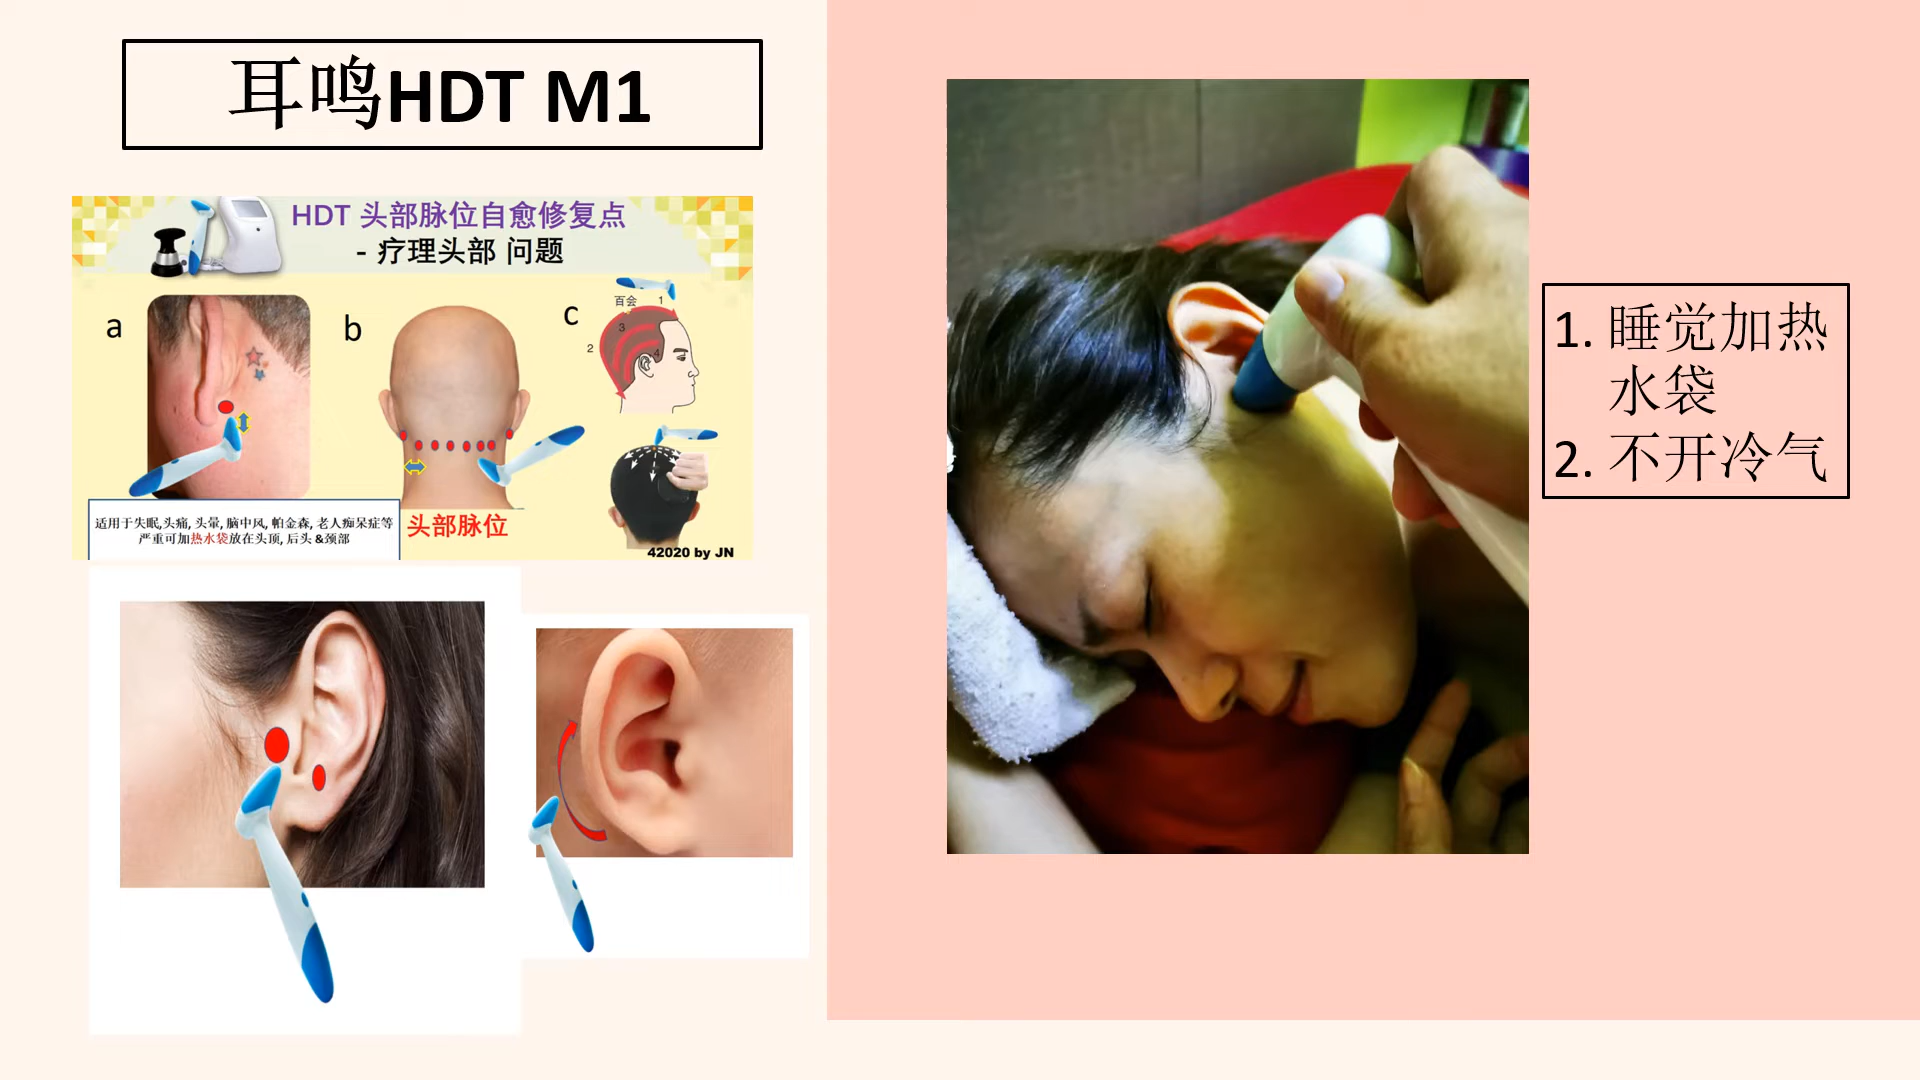 耳鸣HDT M1
HDT 头部脉位自愈修复点
- 疗理头部 问题
a
b
c
百会 1
3
2
4
适用于失眠,头痛, 头晕, 脑中风, 帕金森, 老人痴呆症等
严重可加热水袋放在头顶, 后头&颈部
头部脉位
42020 by JN
1. 睡觉加热
水袋
2. 不开冷气